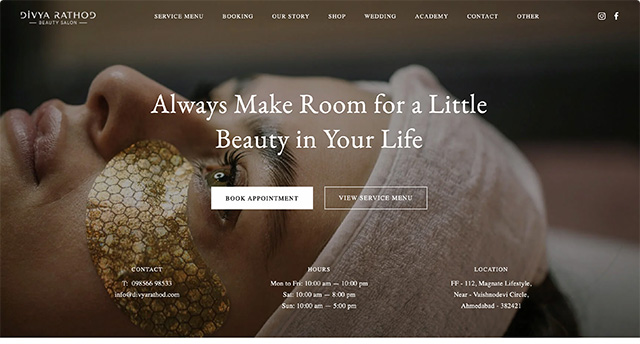 DIVYA RATHOD
BEAUTY SALON
SERVICE MENU BOOKING OUR STORY SHOP WEDDING ACADEMY CONTACT OTHER
Always Make Room for a Little
Beauty in Your Life
BOOK APPOINTMENT
VIEW SERVICE MENU
CONTACT
T: 098566 98533
info@divyarathod.com
HOURS
Mon to Fri: 10:00 am — 10:00 pm
Sat: 10:00 am — 8:00 pm
Sun: 10:00 am — 5:00 pm
LOCATION
FF - 112, Magnate Lifestyle,
Near - Vaishnodevi Circle,
Ahmedabad - 382421